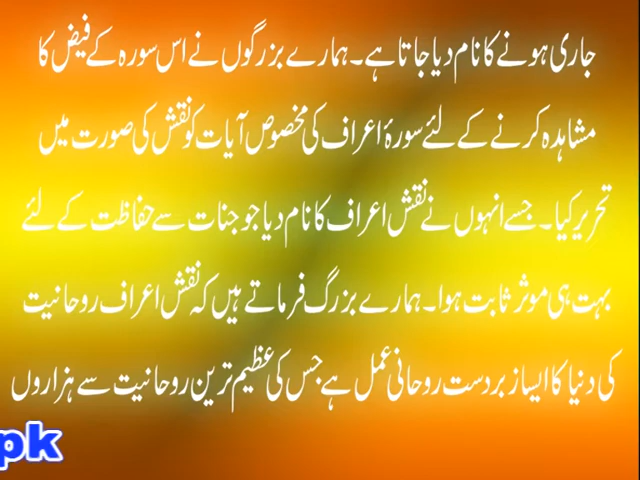 جاری ہونے کا نام دیا جاتا ہے۔ ہمارے بزرگوں نے اس سورہ کے فیض کا
مشاہدہ کرنے کے لئے سورۂ اعراف کی مخصوص آیات کو نقش کی صورت میں
تحریر کیا۔ جسے انہوں نے نقش اعراف کا نام دیا جو جنات سے حفاظت کے لئے
بہت ہی موثر ثابت ہوا۔ ہمارے بزرگ فرماتے ہیں کہ نقش اعراف روحانیت
کی دنیا کا ایسا زبردست روحانی عمل ہے جس کی عظیم ترین روحانیت سے ہزاروں
pk